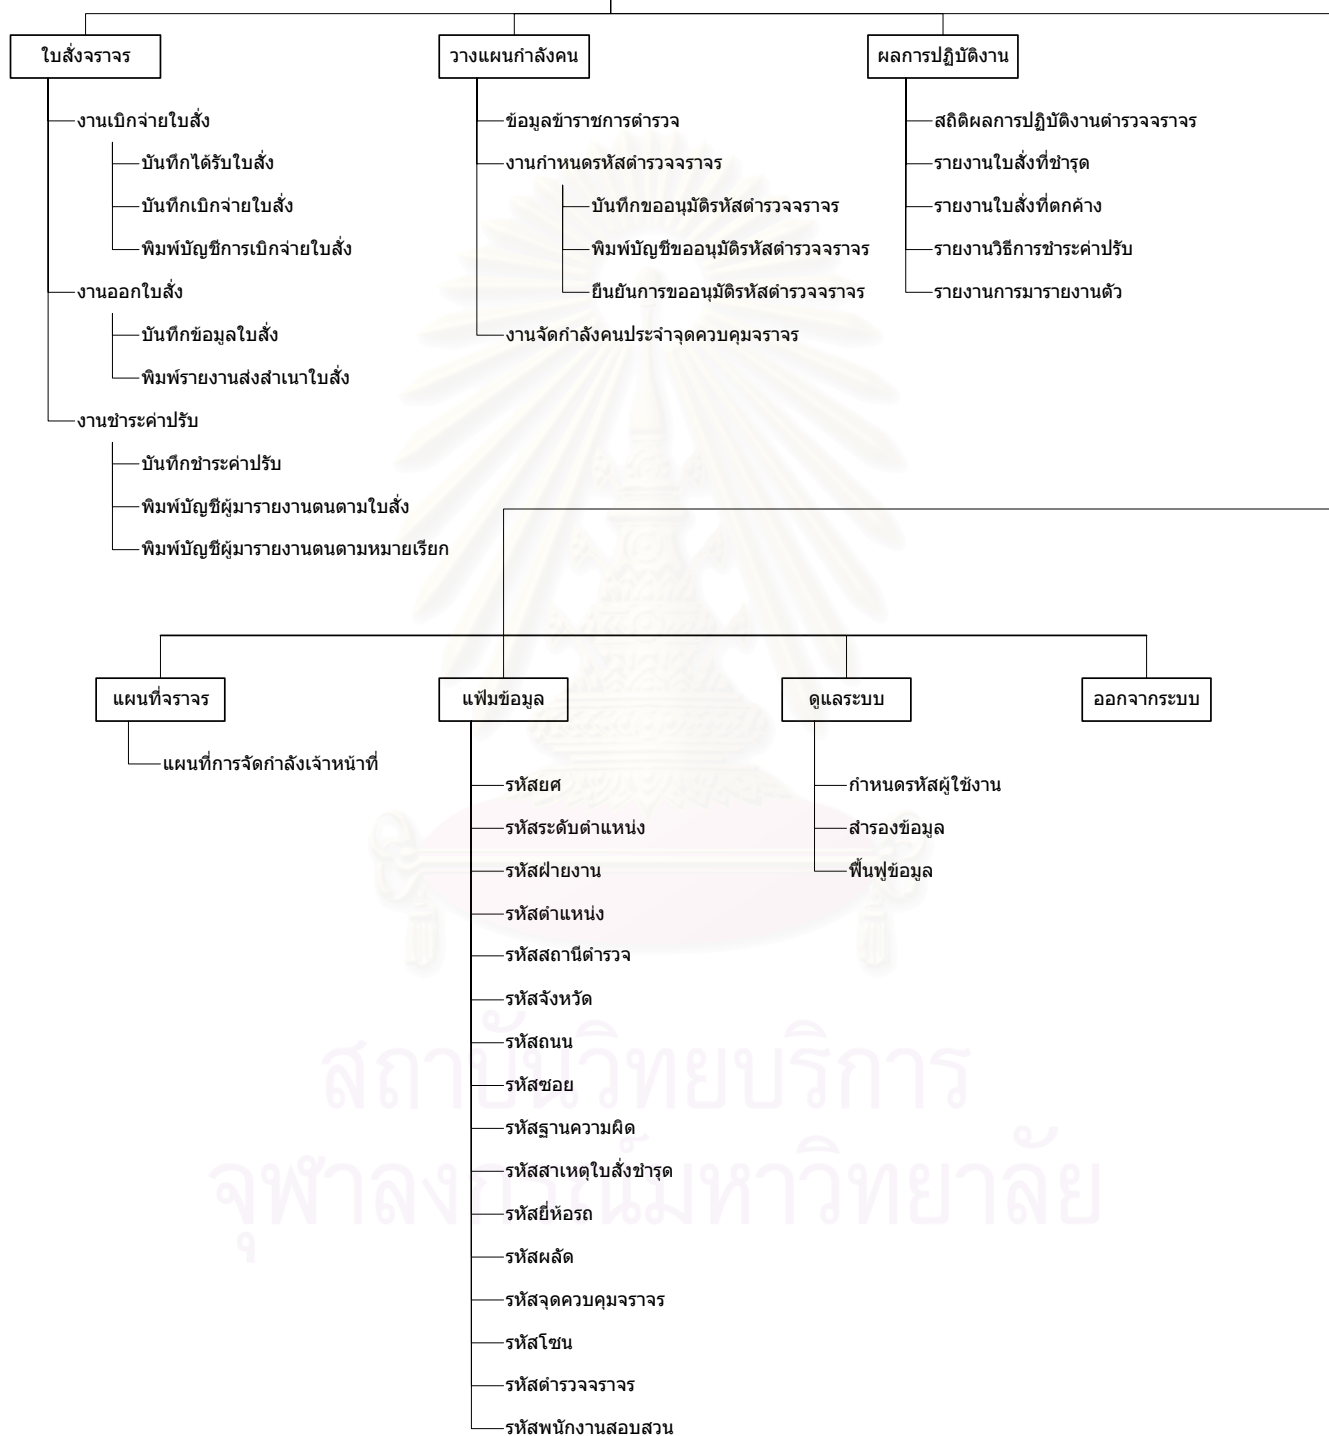 ใบสั่งจราจร
งานเบิกจ่ายใบสั่ง
บันทึกได้รับใบสั่ง
บันทึกเบิกจ่ายใบสั่ง
พิมพ์บัญชีการเบิกจ่ายใบสั่ง
งานออกใบสั่ง
บันทึกข้อมูลใบสั่ง
พิมพ์รายงานส่งสำเนาใบสั่ง
งานชำระค่าปรับ
บันทึกชำระค่าปรับ
พิมพ์บัญชีผู้มารายงานตนตามใบสั่ง
พิมพ์บัญชีผู้มารายงานตนตามหมายเรียก
วางแผนกำลังคน
ข้อมูลข้าราชการตำรวจ
งานกำหนดรหัสตำรวจจราจร
บันทึกขออนุมัติรหัสตำรวจจราจร
พิมพ์บัญชีขออนุมัติรหัสตำรวจจราจร
ยืนยันการขออนุมัติรหัสตำรวจจราจร
งานจัดกำลังคนประจำจุดควบคุมจราจร
ผลการปฏิบัติงาน
สถิติผลการปฏิบัติงานตำรวจจราจร
รายงานใบสั่งที่ชำรุด
รายงานใบสั่งที่ตกค้าง
รายงานวิธีการชำระค่าปรับ
รายงานการมารายงานตัว
แผนที่จราจร
แผนที่การจัดกำลังเจ้าหน้าที่
แฟ้มข้อมูล
รหัสยศ
รหัสระดับตำแหน่ง
รหัสฝ่ายงาน
รหัสตำแหน่ง
รหัสสถานีตำรวจ
รหัสจังหวัด
รหัสถนน
รหัสซอย
รหัสฐานความผิด
รหัสสาเหตุใบสั่งชำรุด
รหัสยี่ห้อรถ
รหัสผลัด
รหัสจุดควบคุมจราจร
รหัสโซน
รหัสตำรวจจราจร
รหัสพนักงานสอบสวน
ดูแลระบบ
กำหนดรหัสผู้ใช้งาน
สำรองข้อมูล
ฟื้นฟูข้อมูล
ออกจากระบบ
สถาบันวิทยบริการ
จุฬาลงกรณ์มหาวิทยาลัย